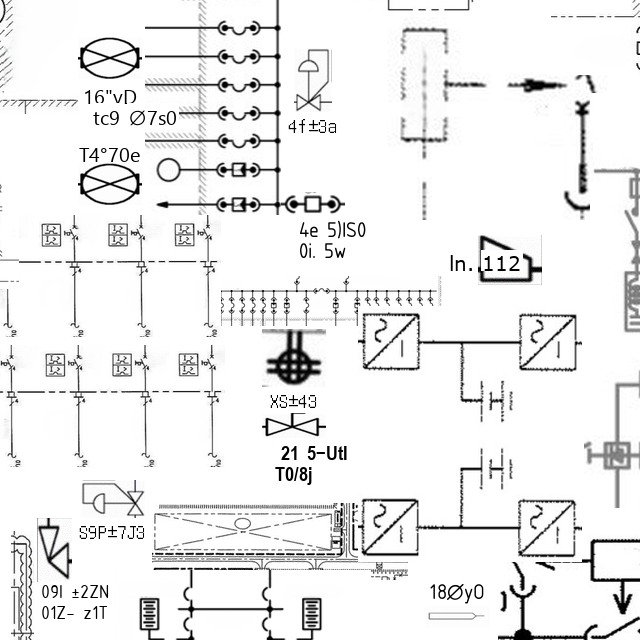 16"vD
tc9 Ø7s0
4f±3a
T4°70e
4e 5)IS0
0i. 5w
In. 112
XS±43
21 5-Utl
T0/8j
S9P±7J3
09I ±2ZN
01Z- z1T
18Øy0